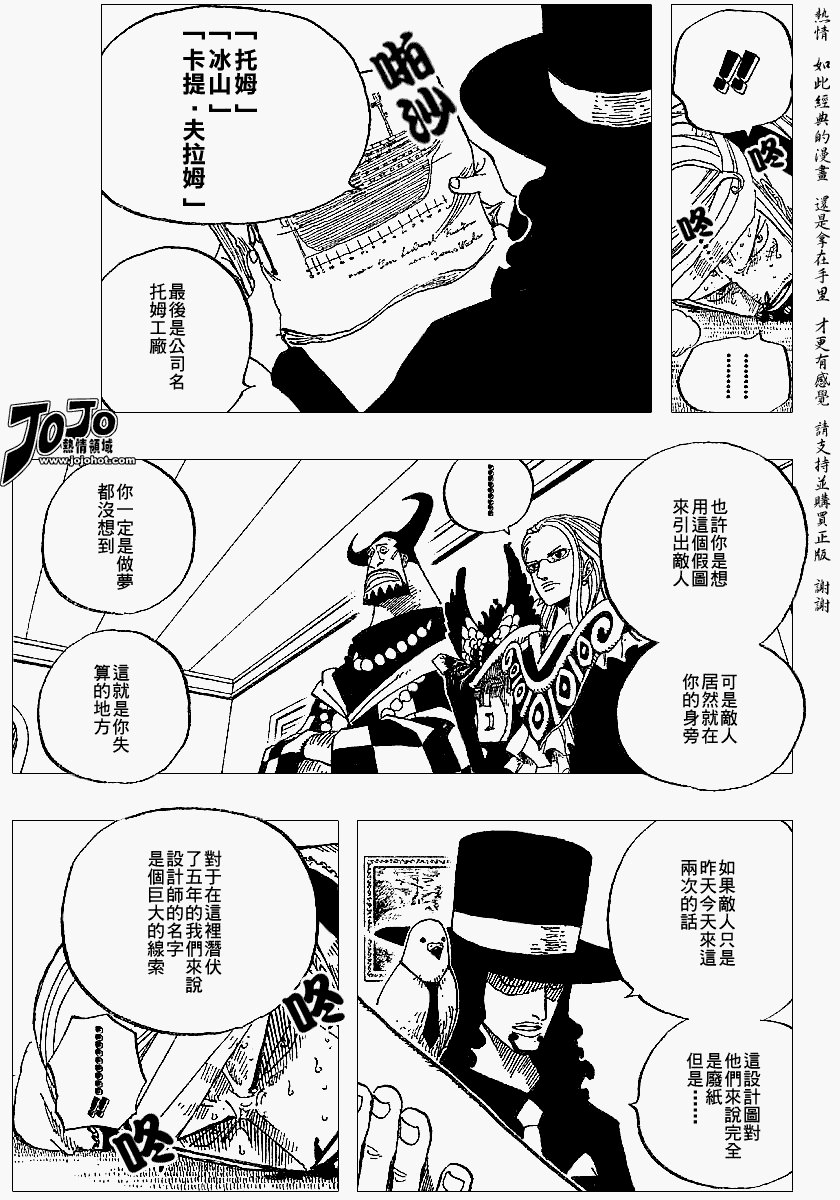 熱情 如此經典的漫畫 還是拿在手里 才更有感覺 請支持並購買正版 謝謝
!!
咚
咚
………
啪
沙
「托姆」
「冰山」
「卡提·夫拉姆」
最後是公司名
托姆工廠
JOJO
熱情領域
www.jojohot.com
也許你是想
用這個假圖
來引出敵人
………
可是敵人
居然就在
你的身旁
你一定是做夢
都沒想到
這就是你失
算的地方
如果敵人只是
昨天今天來這
兩次的話
這設計圖對
他們來說完全
是廢紙
但是……
對于在這裡潛伏
了五年的我們來說
設計師的名字
是個巨大的線索
咚
………!!
咚